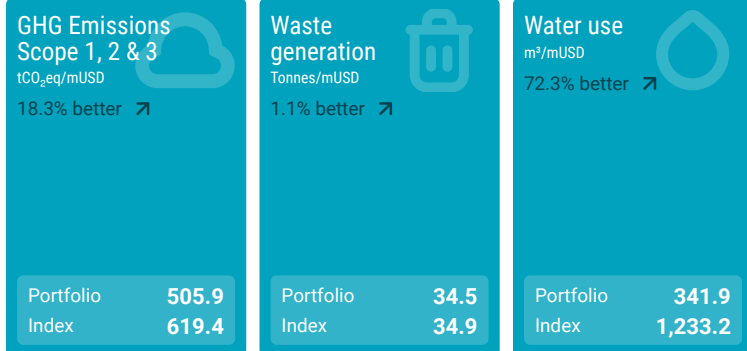 GHG Emissions
Scope 1, 2 & 3
tCO₂eq/mUSD
18.3% better
Portfolio 505.9
Index 619.4
Waste
generation
Tonnes/mUSD
1.1% better
Portfolio 34.5
Index 34.9
Water use
m³/mUSD
72.3% better
Portfolio 341.9
Index 1,233.2